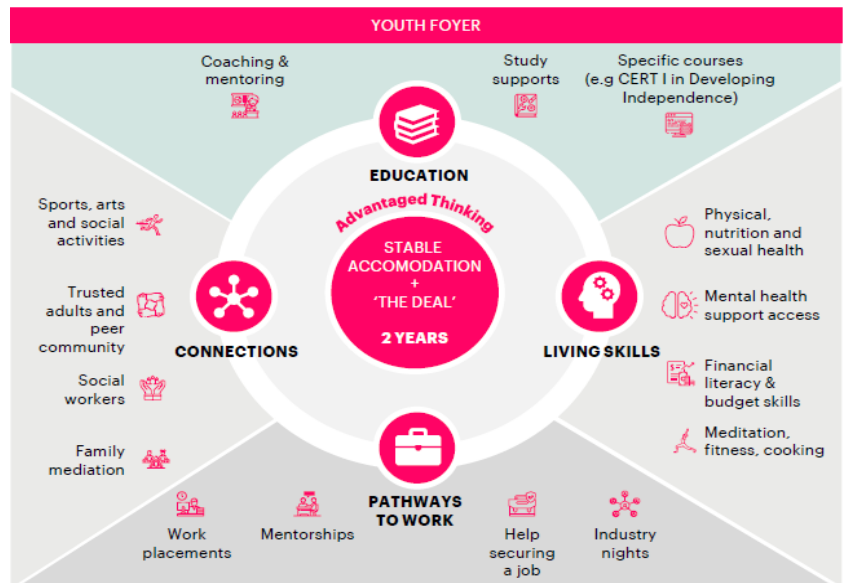 YOUTH FOYER
Coaching &
mentoring
Study
supports
Specific courses
(e.g CERT I in Developing
Independence)
EDUCATION
Advantaged Thinking
STABLE
ACCOMODATION
+
‘THE DEAL’
2 YEARS
Sports, arts
and social
activities
Trusted
adults and
peer
community
Social
workers
Family
mediation
CONNECTIONS
LIVING SKILLS
Physical,
nutrition and
sexual health
Mental health
support access
Financial
literacy &
budget skills
Meditation,
fitness, cooking
PATHWAYS
TO WORK
Work
placements
Mentorships
Help
securing
a job
Industry
nights